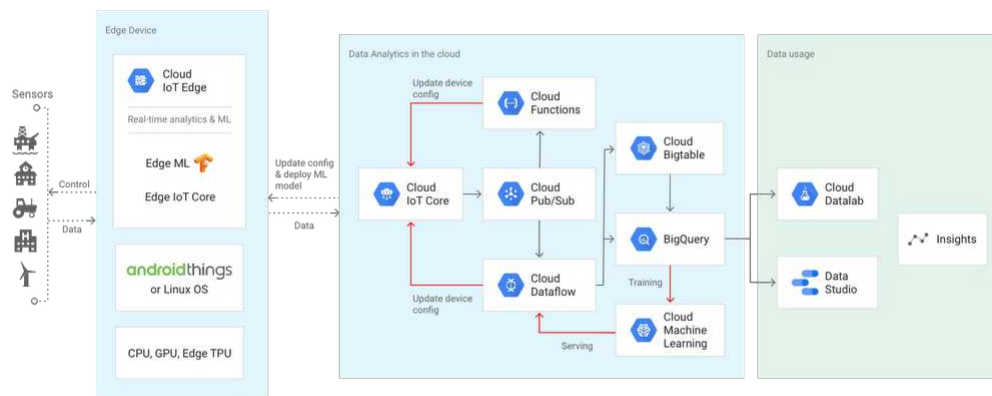 Edge Device
Cloud
IoT Edge
Real-time analytics & ML
Edge ML
Edge IoT Core
androidthings
or Linux OS
CPU, GPU, Edge TPU
Sensors
Control
Data
Update config
& deploy ML
model
Data
Data Analytics in the cloud
Update device
config
Cloud
Functions
Cloud
IoT Core
Cloud
Pub/Sub
Cloud
Bigtable
BigQuery
Update device
config
Cloud
Dataflow
Training
Serving
Cloud
Machine
Learning
Data usage
Cloud
Datalab
Data
Studio
Insights